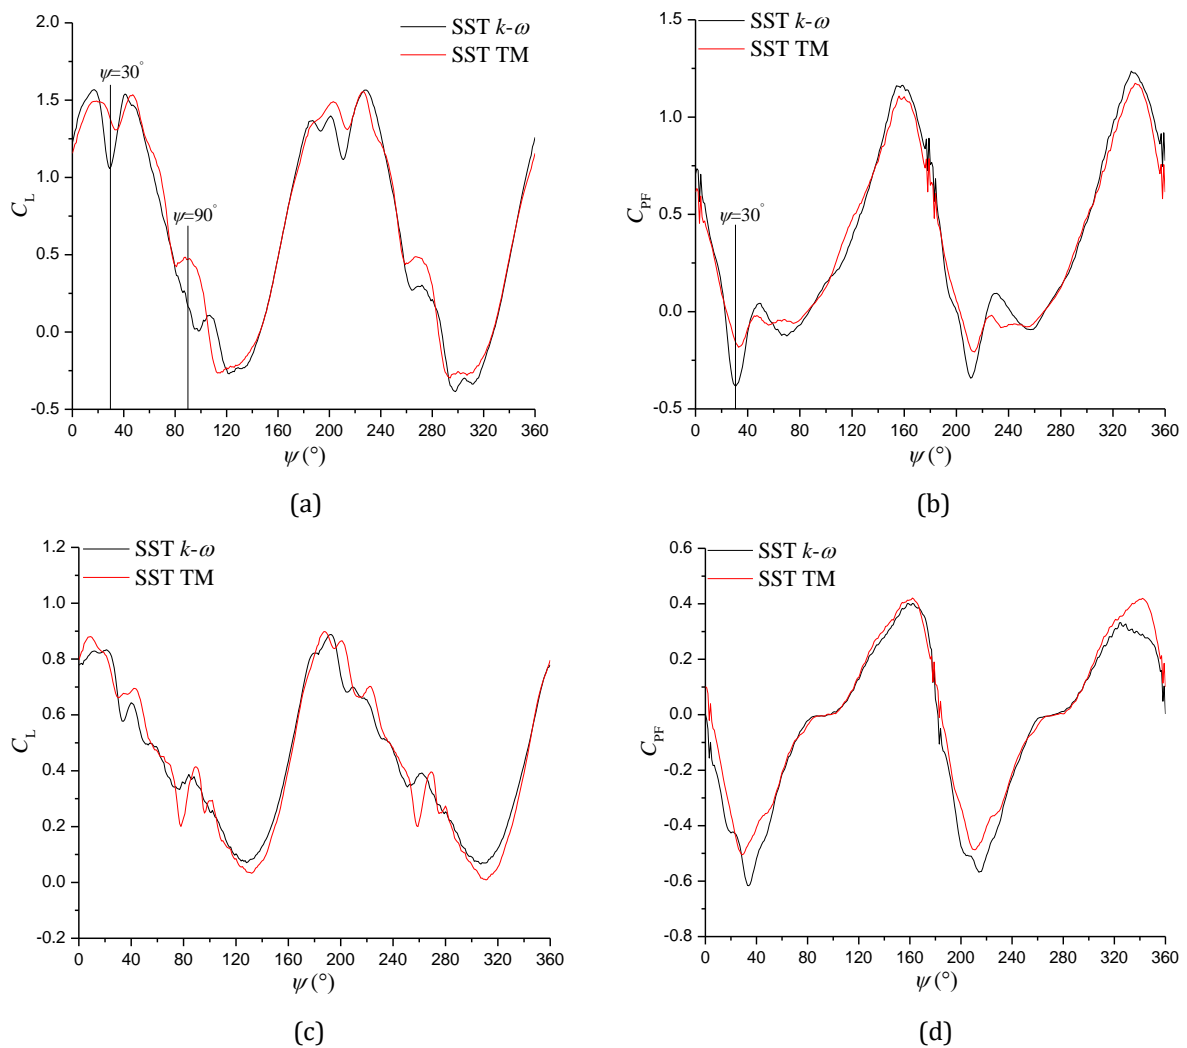 SST k-ω
SST TM
ψ=30°
ψ=90°
C_L
2.0
1.5
1.0
0.5
0.0
-0.5
0 40 80 120 160 200 240 280 320 360
ψ (°)
(a)
SST k-ω
SST TM
ψ=30°
C_PF
1.5
1.0
0.5
0.0
-0.5
0 40 80 120 160 200 240 280 320 360
ψ (°)
(b)
SST k-ω
SST TM
C_L
1.2
1.0
0.8
0.6
0.4
0.2
0.0
-0.2
0 40 80 120 160 200 240 280 320 360
ψ (°)
(c)
SST k-ω
SST TM
C_PF
0.6
0.4
0.2
0.0
-0.2
-0.4
-0.6
-0.8
0 40 80 120 160 200 240 280 320 360
ψ (°)
(d)